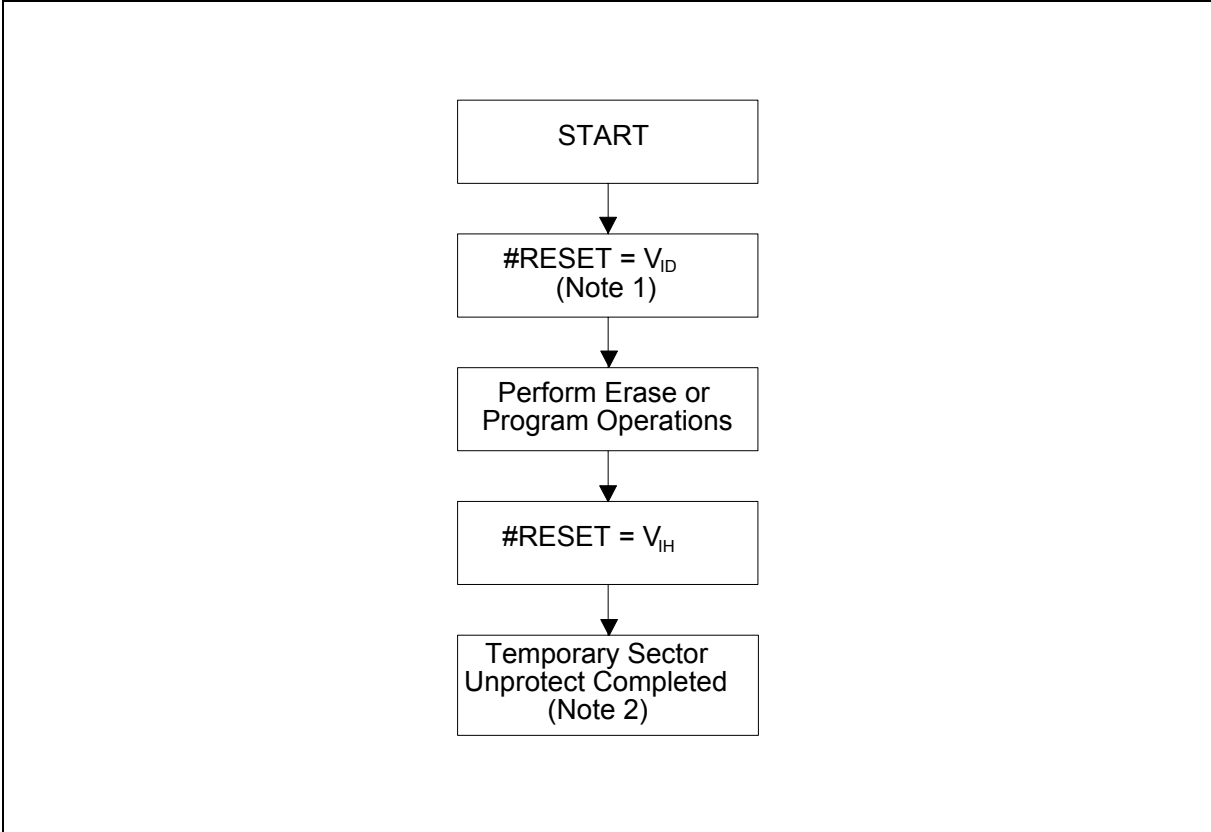 START
#RESET = VID
(Note 1)
Perform Erase or
Program Operations
#RESET = VIH
Temporary Sector
Unprotect Completed
(Note 2)